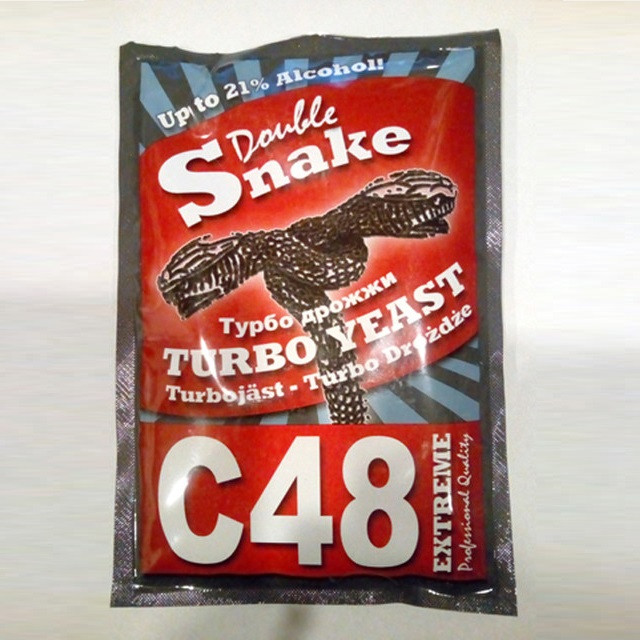 Up to 21% Alcohol!
Double
Snake
Турбо дрожжи
TURBO YEAST
Turbojäst - Turbo Drożdże
C48
EXTREME
Professional Quality